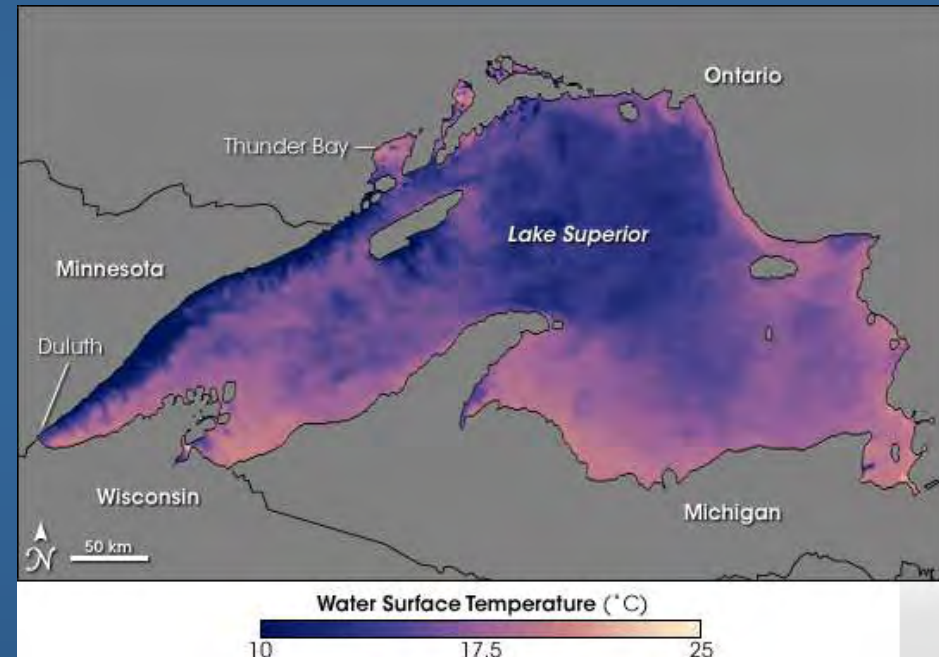 Ontario
Thunder Bay
Lake Superior
Minnesota
Duluth
Wisconsin
Michigan
N
50 km
Water Surface Temperature (°C)
10 17.5 25